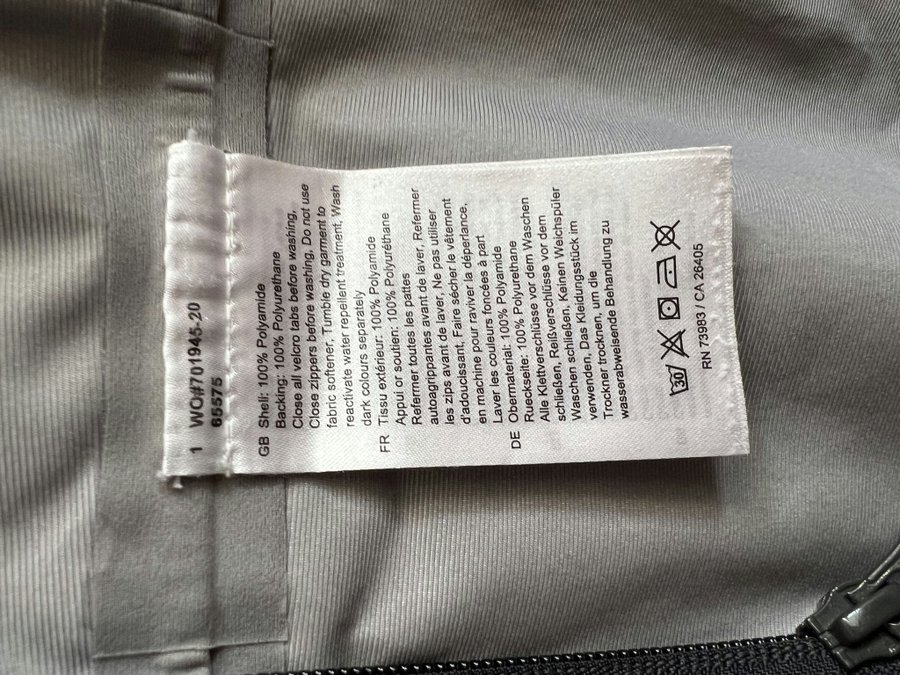 1 WO#701945-20
65575
GB Shell: 100% Polyamide
Backing: 100% Polyurethane
Close all velcro tabs before washing,
Close zippers before washing, Do not use
fabric softener, Tumble dry garment to
reactivate water repellent treatment, Wash
dark colours separately
FR Tissu extérieur: 100% Polyamide
Appui or soutien: 100% Polyuréthane
Refermer toutes les pattes
autoagrippantes avant de laver, Refermer
les zips avant de laver, Ne pas utiliser
d'adoucissant, Faire sécher le vêtement
en machine pour raviver la déperlance,
Laver les couleurs foncées à part
DE Obermaterial: 100% Polyamide
Rueckseite: 100% Polyurethane
Alle Klettverschlüsse vor dem Waschen
schließen, Reißverschlüsse vor dem
Waschen schließen, Keinen Weichspüler
verwenden, Das Kleidungsstück im
Trockner trocknen, um die
wasserabweisende Behandlung zu
30
RN 73983 / CA 26405